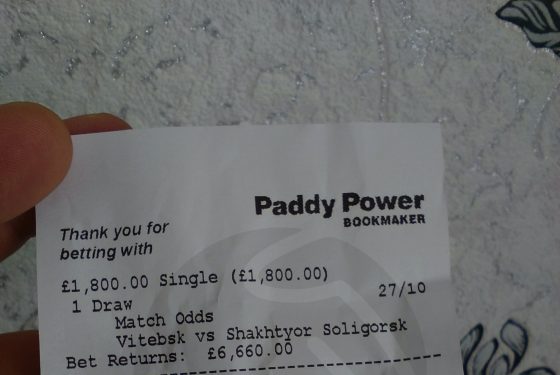 Paddy Power
BOOKMAKER
Thank you for
betting with
£1,800.00 Single (£1,800.00)
1 Draw 27/10
Match Odds
Vitebsk vs Shakhtyor Soligorsk
Bet Returns: £6,660.00